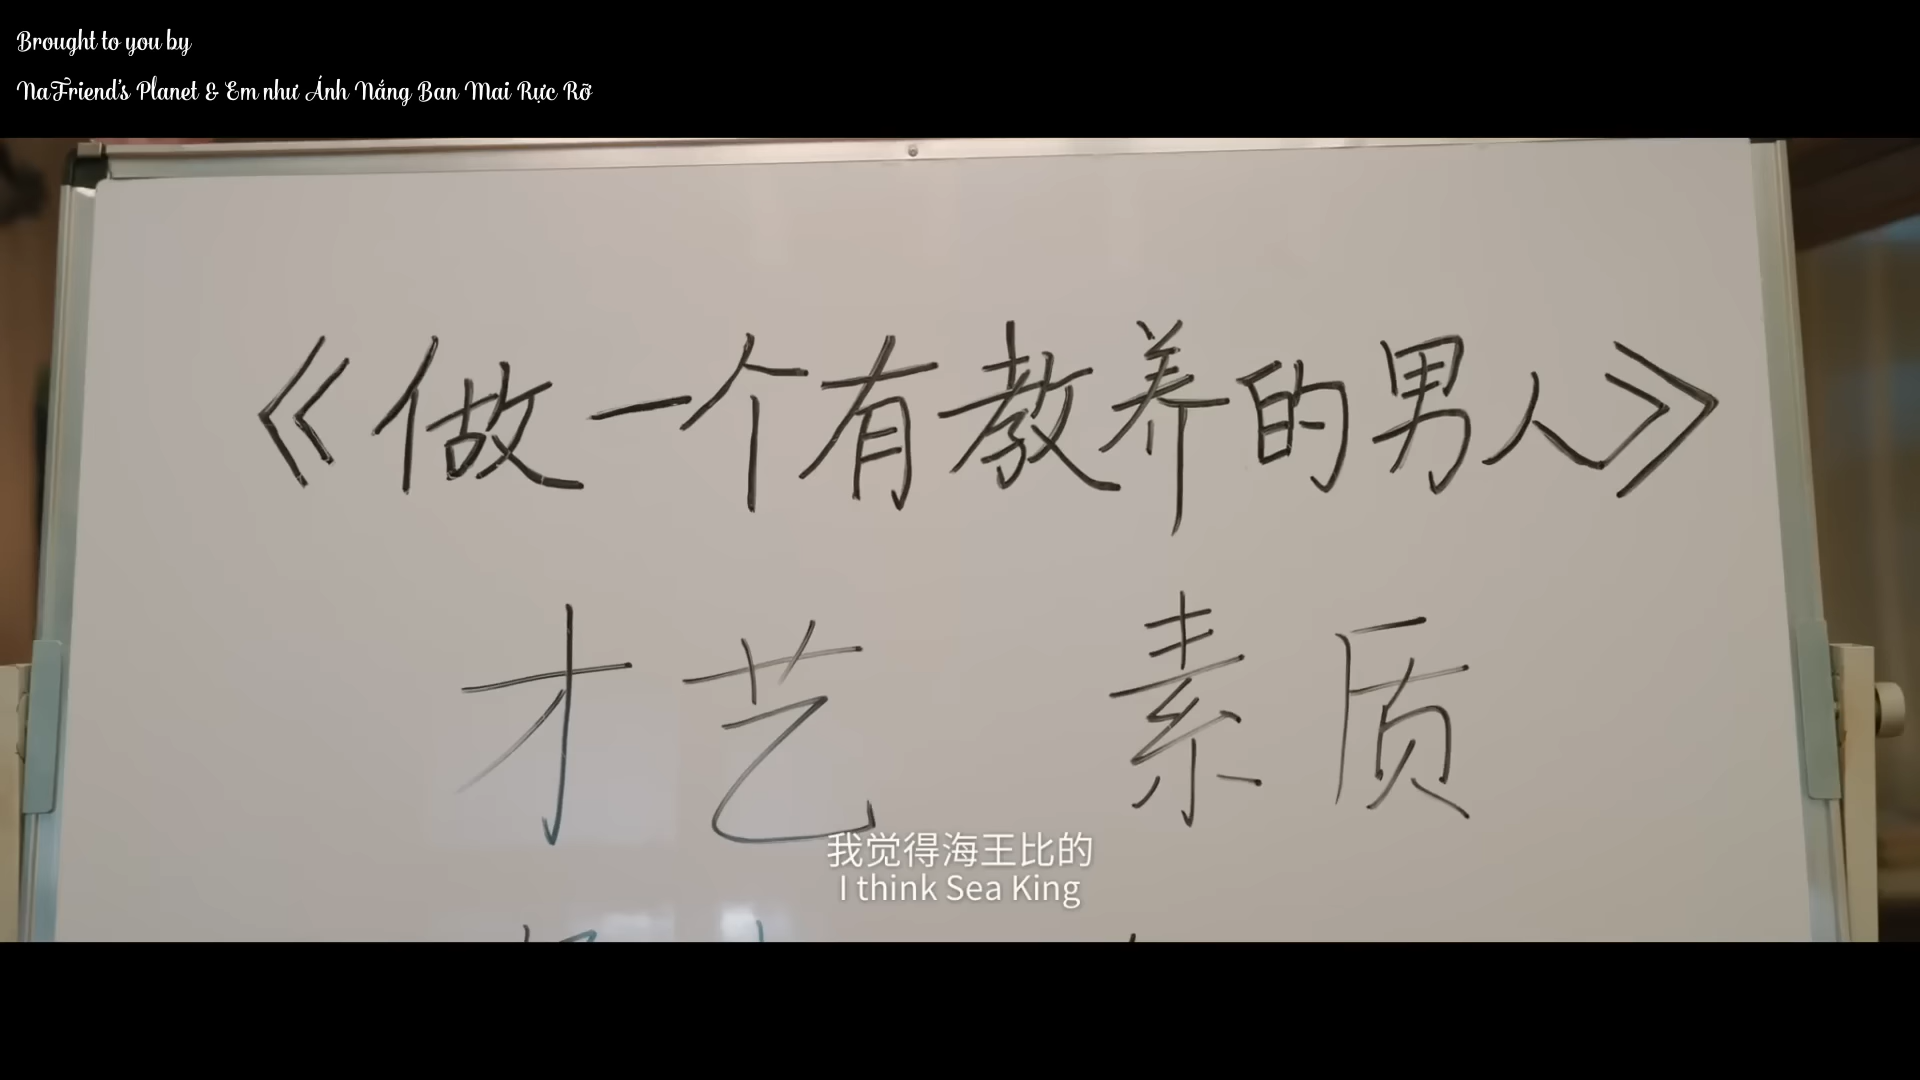 Brought to you by
NaFriend's Planet & Em như Ánh Nắng Ban Mai Rực Rỡ
《做一个有教养的男人》
才艺 素质
我觉得海王比的
I think Sea King